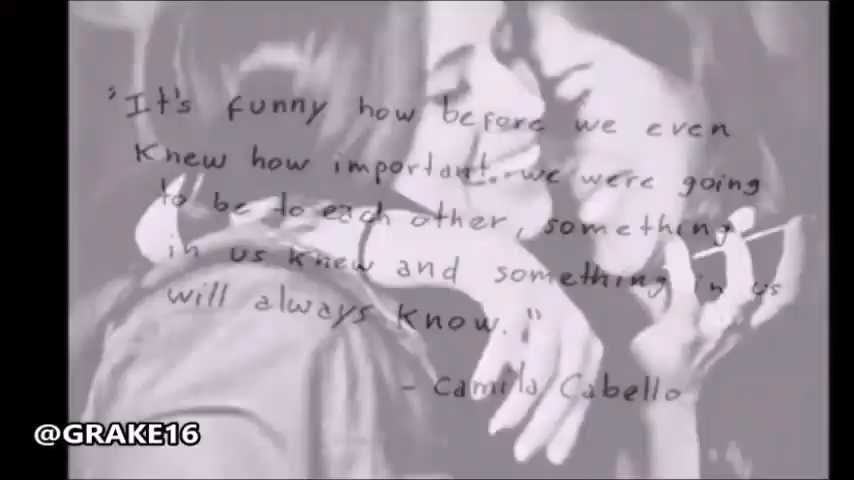 "It's funny how before we even
knew how important we were going
to be to each other, something
in us knew and something in us
will always know."
- Camila Cabello
@GRAKE16